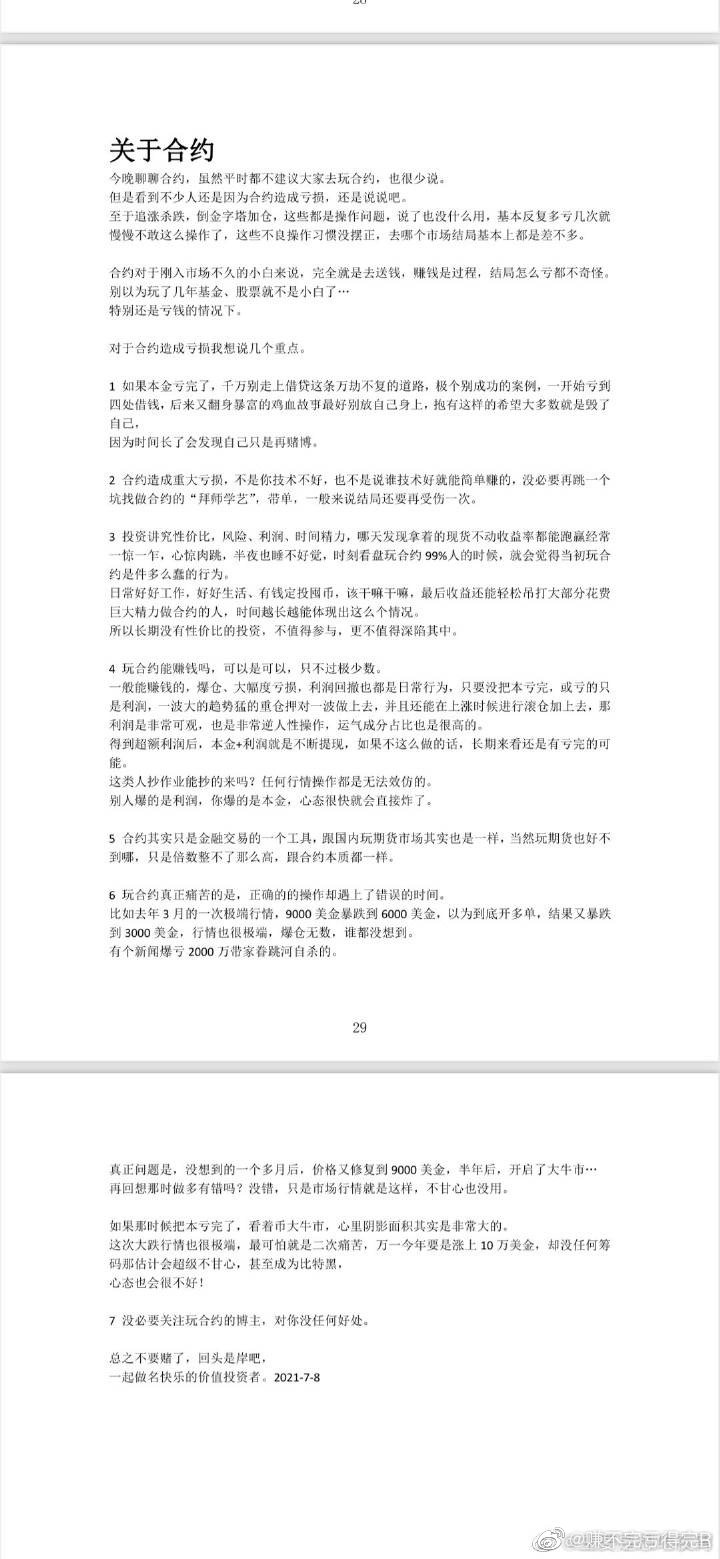 关于合约
今晚聊聊合约，虽然平时都不建议大家去玩合约，也很少说。
但是看到不少人还是因为合约造成亏损，还是说说吧。
至于追涨杀跌，倒金字塔加仓，这些都是操作问题，说了也没什么用，基本反复多亏几次就
慢慢不敢这么操作了，这些不良操作习惯没摆正，去哪个市场结局基本上都是差不多。
合约对于刚入市场不久的小白来说，完全就是去送钱，赚钱是过程，结局怎么亏都不奇怪。
别以为玩了几年基金、股票就不是小白了…
特别还是亏钱的情况下。
对于合约造成亏损我想说几个重点。
1 如果本金亏完了，千万别走上借贷这条万劫不复的道路，极个别成功的案例，一开始亏到
四处借钱，后来又翻身暴富的鸡血故事最好别放自己身上，抱有这样的希望大多数就是毁了
自己，
因为时间长了会发现自己只是再赌博。
2 合约造成重大亏损，不是你技术不好，也不是说谁技术好就能简单赚的，没必要再跳一个
坑找做合约的“拜师学艺”，带单，一般来说结局还要再受伤一次。
3 投资讲究性价比，风险、利润、时间精力，哪天发现拿着的现货不动收益率都能跑赢经常
一惊一乍，心惊肉跳，半夜也睡不好觉，时刻看盘玩合约 99%人的时候，就会觉得当初玩合
约是件多么蠢的行为。
日常好好工作，好好生活、有钱定投囤币，该干嘛干嘛，最后收益还能轻松吊打大部分花费
巨大精力做合约的人，时间越长越能体现出这么个情况。
所以长期没有性价比的投资，不值得参与，更不值得深陷其中。
4 玩合约能赚钱吗，可以是可以，只不过极少数。
一般能赚钱的，爆仓、大幅度亏损，利润回撤也都是日常行为，只要没把本亏完，或亏的只
是利润，一波大的趋势猛的重仓押对一波做上去，并且还能在上涨时候进行滚仓加上去，那
利润是非常可观，也是非常逆人性操作，运气成分占比也是很高的。
得到超额利润后，本金+利润就是不断提现，如果不这么做的话，长期来看还是有亏完的可
能。
这类人抄作业能抄的来吗？任何行情操作都是无法效仿的。
别人爆的是利润，你爆的是本金，心态很快就会直接炸了。
5 合约其实只是金融交易的一个工具，跟国内玩期货市场其实也是一样，当然玩期货也好不
到哪，只是倍数整不了那么高，跟合约本质都一样。
6 玩合约真正痛苦的是，正确的的操作却遇上了错误的时间。
比如去年 3 月的一次极端行情，9000 美金暴跌到 6000 美金，以为到底开多单，结果又暴跌
到 3000 美金，行情也很极端，爆仓无数，谁都没想到。
有个新闻爆亏 2000 万带家眷跳河自杀的。
29
真正问题是，没想到的一个多月后，价格又修复到 9000 美金，半年后，开启了大牛市…
再回想那时做多有错吗？没错，只是市场行情就是这样，不甘心也没用。
如果那时候把本亏完了，看着币大牛市，心里阴影面积其实是非常大的。
这次大跌行情也很极端，最可怕就是二次痛苦，万一今年要是涨上 10 万美金，却没任何筹
码那估计会超级不甘心，甚至成为比特黑，
心态也会很不好！
7 没必要关注玩合约的博主，对你没任何好处。
总之不要赌了，回头是岸吧，
一起做名快乐的价值投资者。2021-7-8